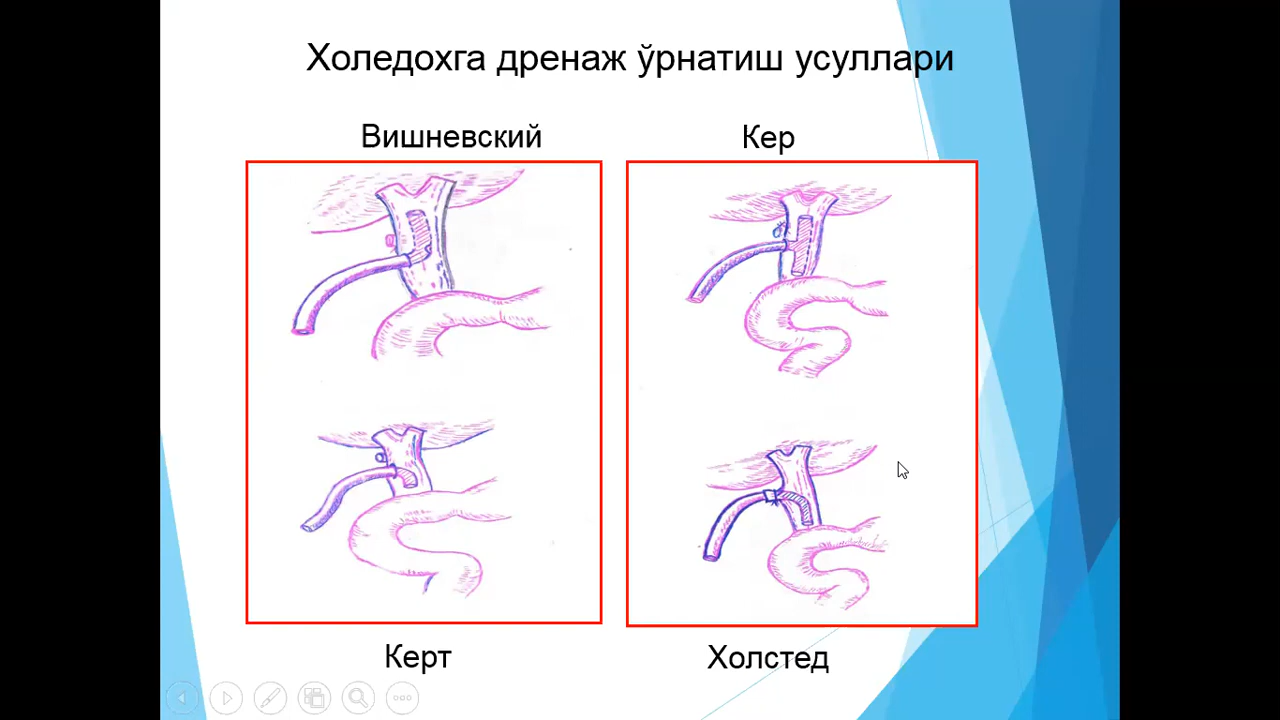 Холедохга дренаж ўрнатиш усуллари
Вишневский
Кер
Керт
Холстед